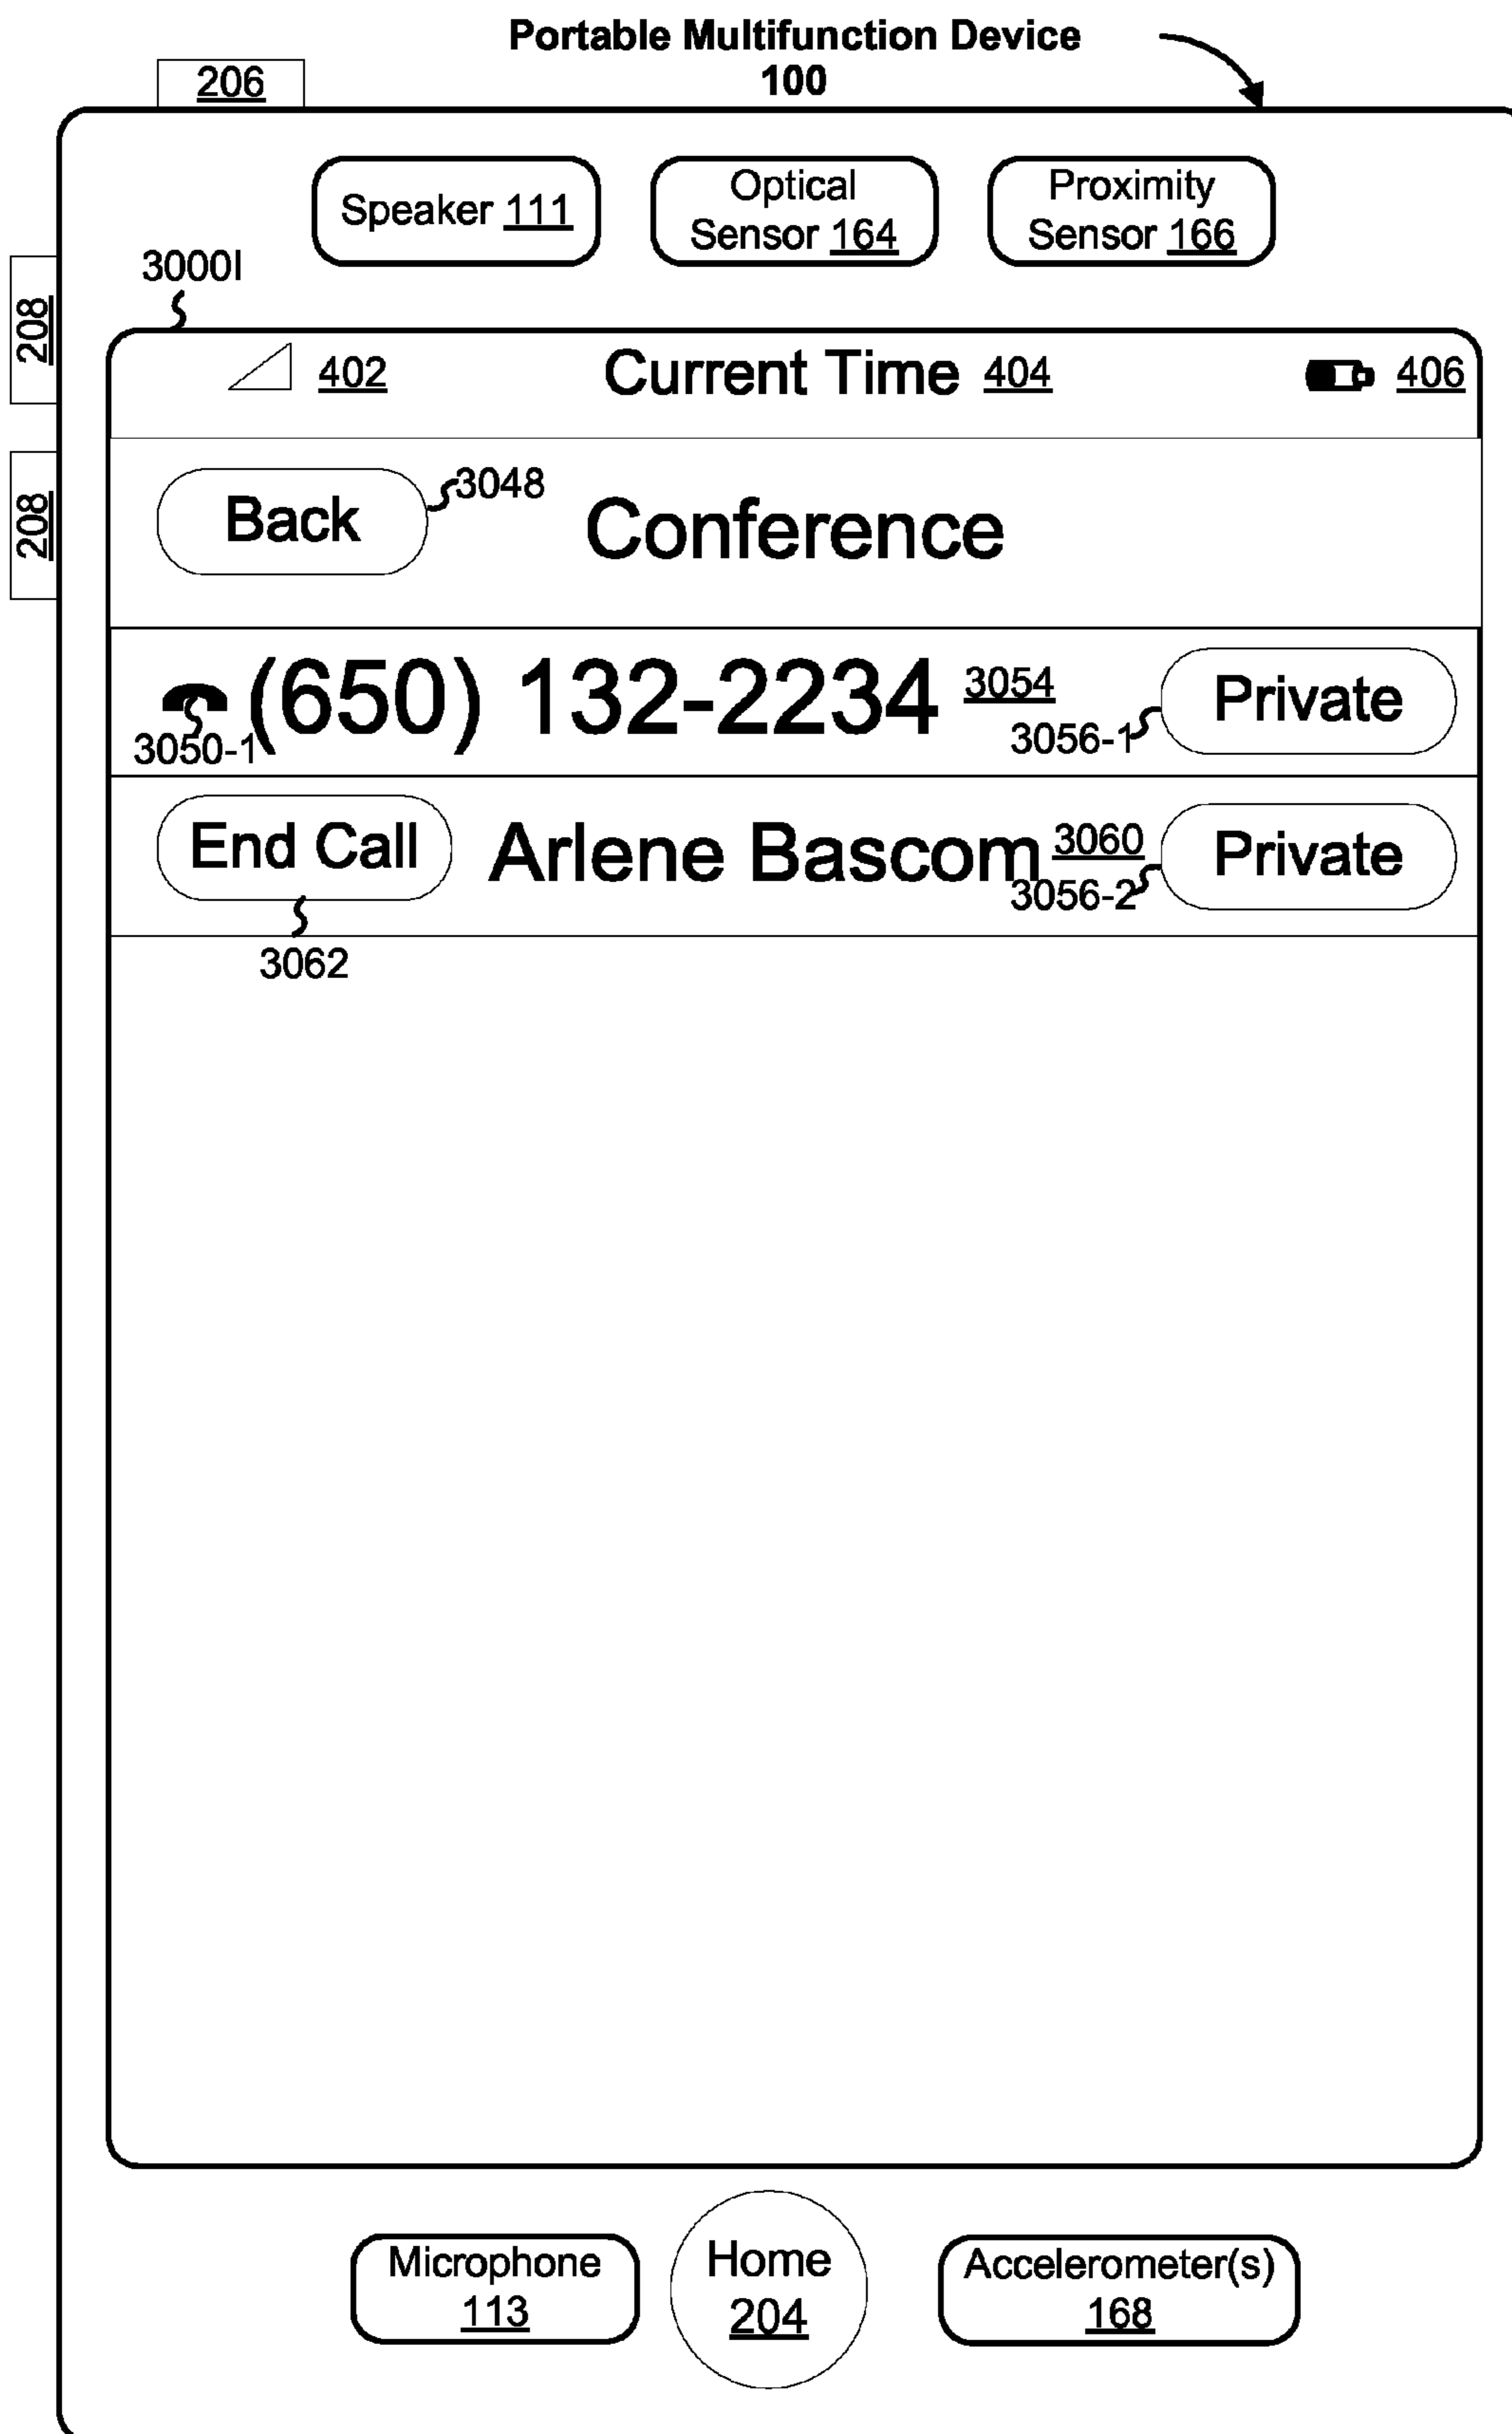 Portable Multifunction Device
100
206
Speaker 111
Optical
Sensor 164
Proximity
Sensor 166
3000I
208
402
Current Time 404
406
Back
3048
Conference
208
(650) 132-2234 3054
Private
3050-1
3056-1
End Call
Arlene Bascom 3060
Private
3056-2
3062
Microphone
113
Home
204
Accelerometer(s)
168